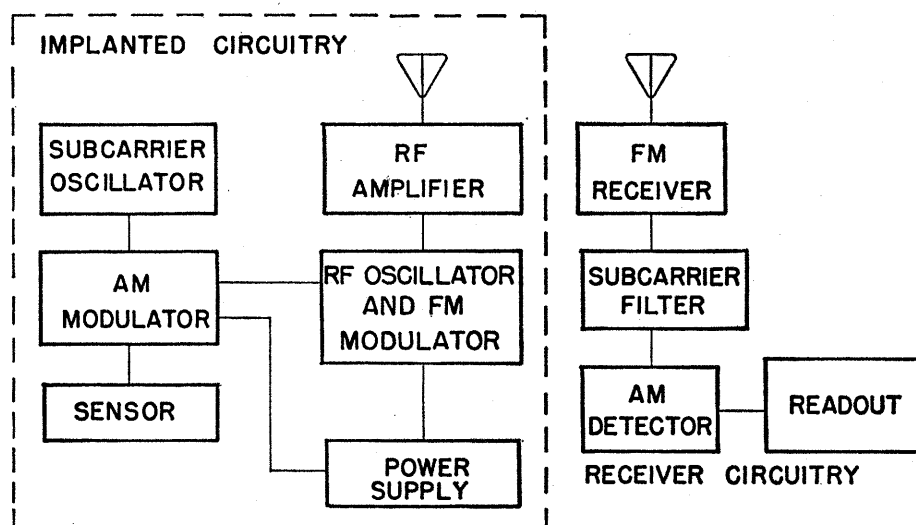 IMPLANTED CIRCUITRY
SUBCARRIER
OSCILLATOR
RF
AMPLIFIER
FM
RECEIVER
AM
MODULATOR
RF OSCILLATOR
AND FM
MODULATOR
SUBCARRIER
FILTER
SENSOR
AM
DETECTOR
READOUT
POWER
SUPPLY
RECEIVER CIRCUITRY